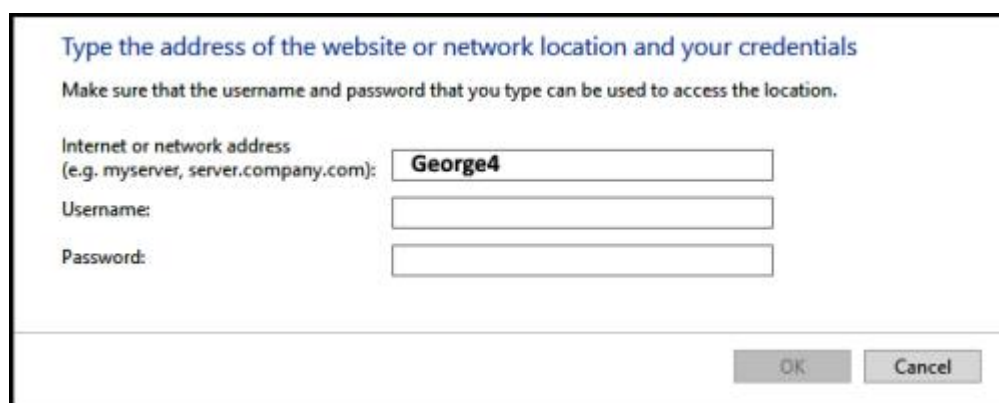 Type the address of the website or network location and your credentials
Make sure that the username and password that you type can be used to access the location.
Internet or network address
(e.g. myserver, server.company.com): George4
Username:
Password:
OK Cancel